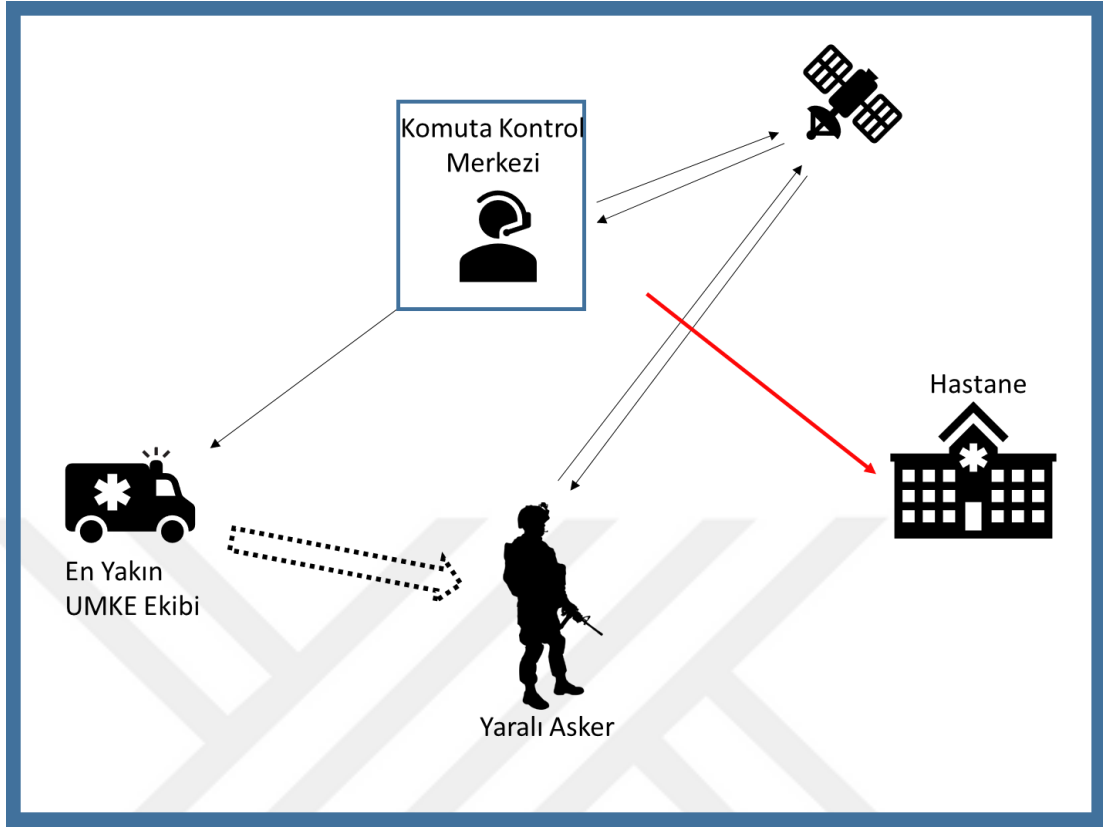 Komuta Kontrol
Merkezi
Hastane
En Yakın
UMKE Ekibi
Yaralı Asker